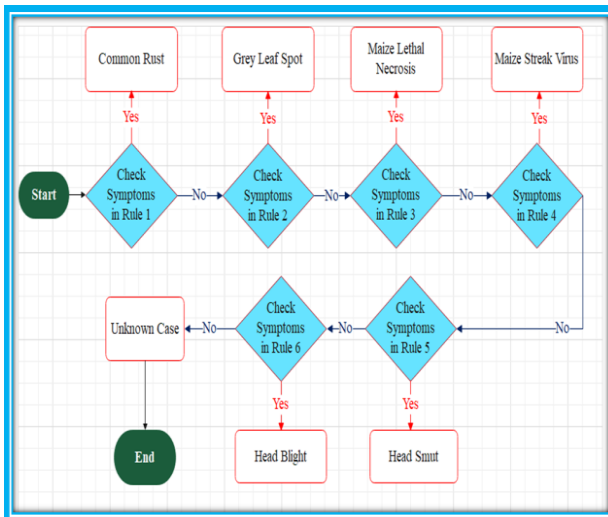 Common Rust
Grey Leaf Spot
Maize Lethal
Necrosis
Maize Streak Virus
Yes
Yes
Yes
Yes
Start
Check
Symptoms
in Rule 1
No
Check
Symptoms
in Rule 2
No
Check
Symptoms
in Rule 3
No
Check
Symptoms
in Rule 4
No
Check
Symptoms
in Rule 5
No
Check
Symptoms
in Rule 6
No
Unknown Case
Yes
Yes
Head Blight
Head Smut
End